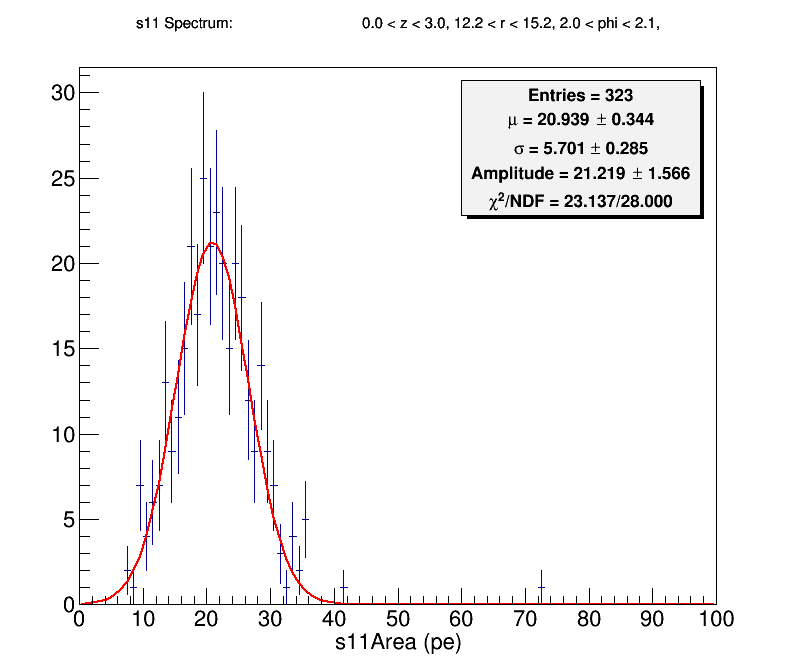 s11 Spectrum: 0.0 < z < 3.0, 12.2 < r < 15.2, 2.0 < phi < 2.1,
Entries = 323
μ = 20.939 ± 0.344
σ = 5.701 ± 0.285
Amplitude = 21.219 ± 1.566
χ²/NDF = 23.137/28.000
30
25
20
15
10
5
0
0 10 20 30 40 50 60 70 80 90 100
s11Area (pe)